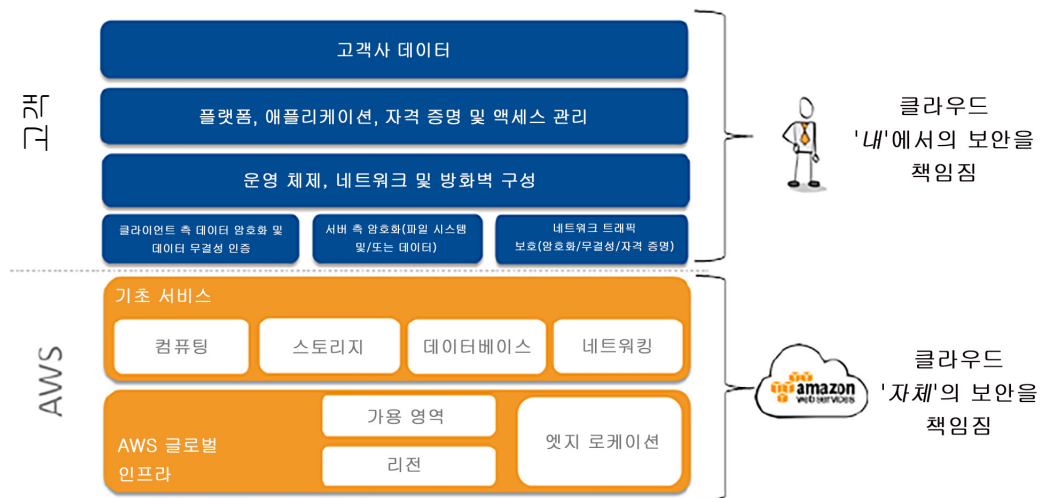 고객
고객사 데이터
플랫폼, 애플리케이션, 자격 증명 및 액세스 관리
운영 체제, 네트워크 및 방화벽 구성
클라이언트 측 데이터 암호화 및
데이터 무결성 인증
서버 측 암호화(파일 시스템
및/또는 데이터)
네트워크 트래픽
보호(암호화/무결성/자격 증명)
클라우드
'내'에서의 보안을
책임짐
AWS
기초 서비스
컴퓨팅
스토리지
데이터베이스
네트워킹
AWS 글로벌
인프라
가용 영역
리전
엣지 로케이션
amazon
webservices
클라우드
'자체'의 보안을
책임짐